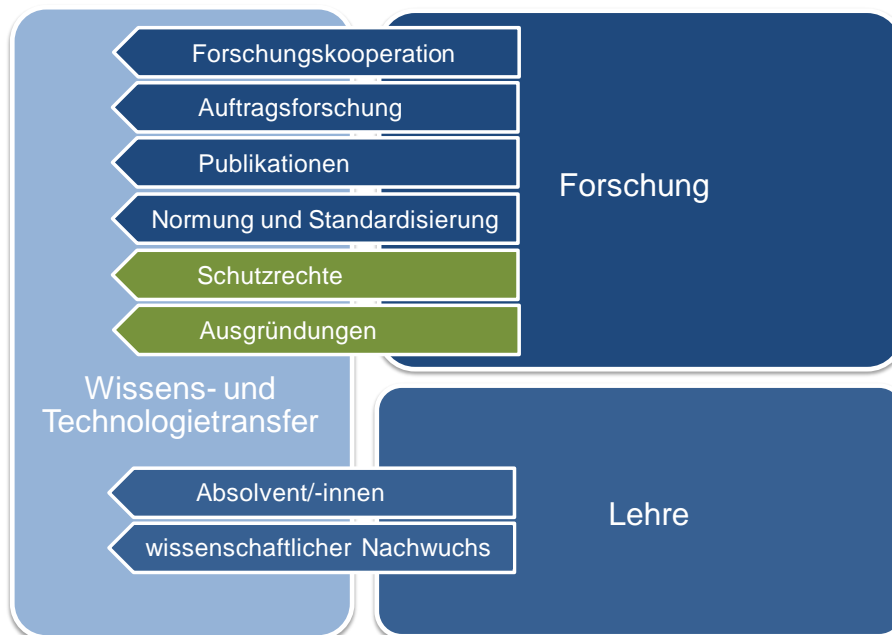 Forschungskooperation
Auftragsforschung
Publikationen
Normung und Standardisierung
Schutzrechte
Ausgründungen
Forschung
Wissens- und
Technologietransfer
Absolvent/-innen
wissenschaftlicher Nachwuchs
Lehre